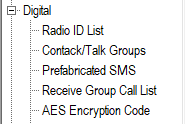 Digital
Radio ID List
Contack/Talk Groups
Prefabricated SMS
Receive Group Call List
AES Encryption Code